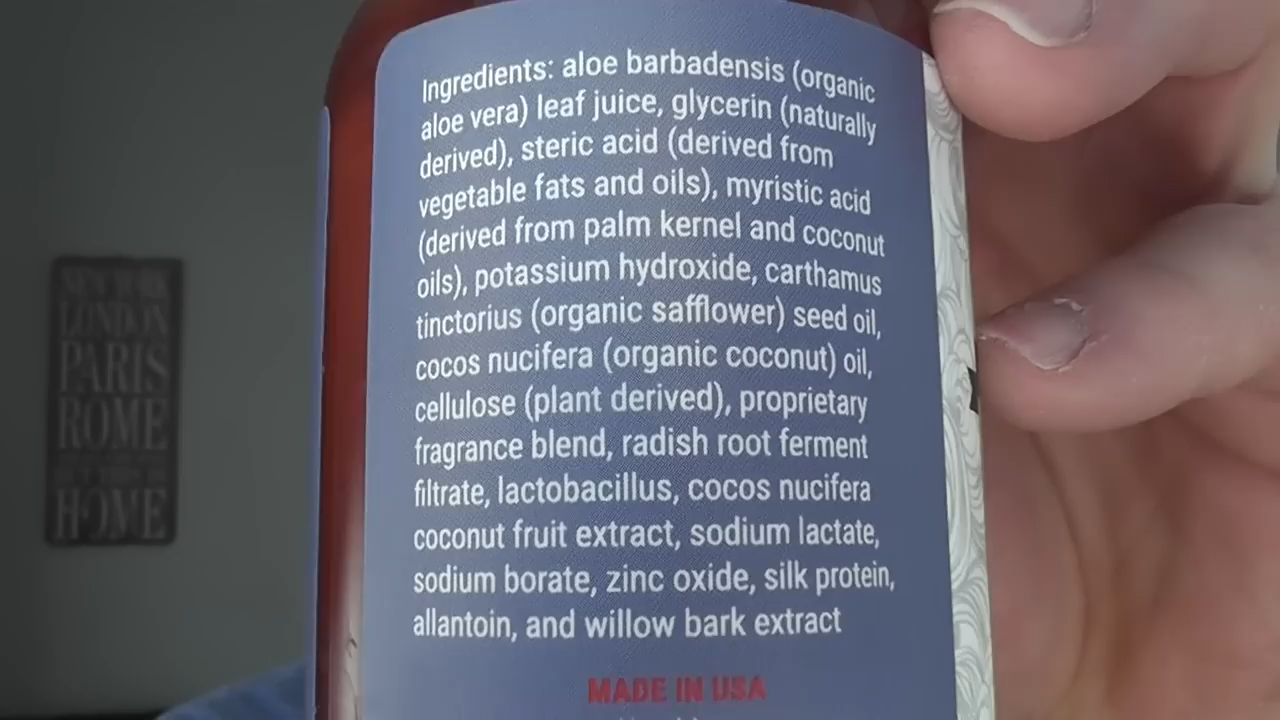 Ingredients: aloe barbadensis (organic
aloe vera) leaf juice, glycerin (naturally
derived), steric acid (derived from
vegetable fats and oils), myristic acid
(derived from palm kernel and coconut
oils), potassium hydroxide, carthamus
tinctorius (organic safflower) seed oil,
cocos nucifera (organic coconut) oil,
cellulose (plant derived), proprietary
fragrance blend, radish root ferment
filtrate, lactobacillus, cocos nucifera
coconut fruit extract, sodium lactate,
sodium borate, zinc oxide, silk protein,
allantoin, and willow bark extract
MADE IN USA
NEW YORK
LONDON
PARIS
ROME
HOME